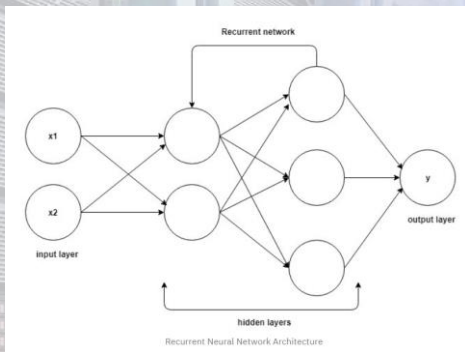 Recurrent network
x1
x2
y
output layer
input layer
hidden layers
Recurrent Neural Network Architecture